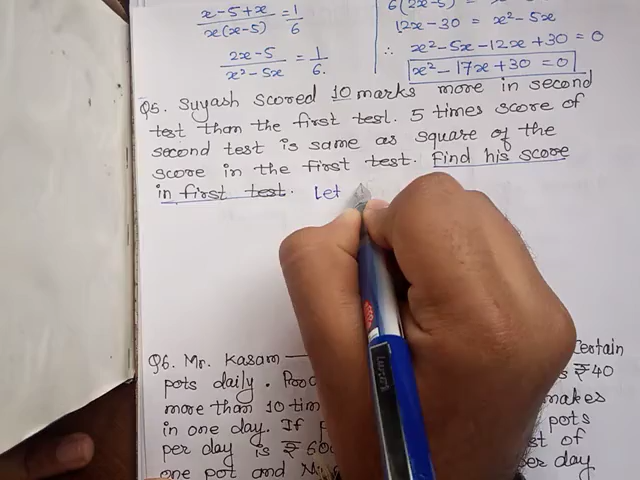 x-5+x / x(x-5) = 1/6
2x-5 / x²-5x = 1/6.
12x-30 = x²-5x
∴ x²-5x-12x+30 = 0
x²-17x+30 = 0
Q5. Suyash scored 10 marks more in second
test than the first test. 5 times score of
second test is same as square of the
score in the first test. Find his score
in first test. Let
Q6. Mr. Kasam Certain
pots daily. ₹40
more than 10 makes
in one day. If pots
per day is ₹ of
one pot and per day